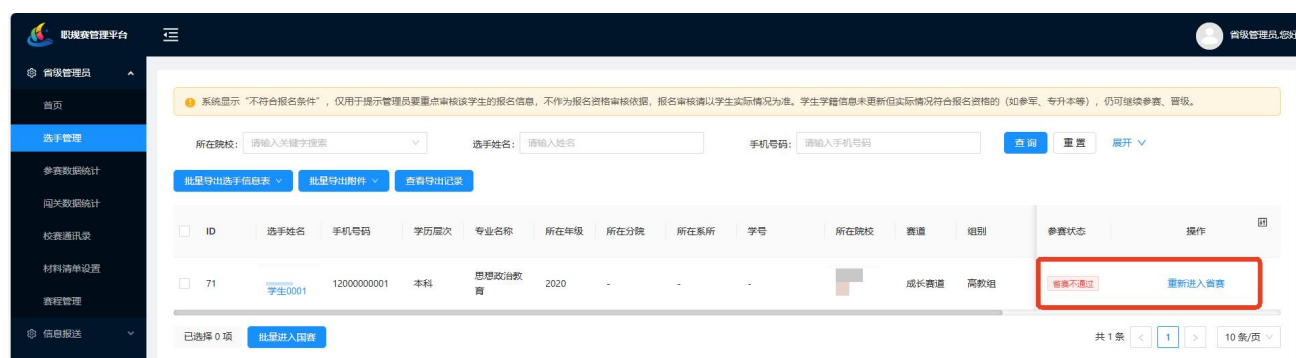 职规赛管理平台
省级管理员,您好
省级管理员
首页
选手管理
参赛数据统计
闯关数据统计
校赛通讯录
材料清单设置
赛程管理
信息报送
系统显示“不符合报名条件”，仅用于提示管理员要重点审核该学生的报名信息，不作为报名资格审核依据，报名审核请以学生实际情况为准。学生学籍信息未更新但实际情况符合报名资格的（如参军、专升本等），仍可继续参赛、晋级。
所在院校: 请输入关键字搜索 选手姓名: 请输入姓名 手机号码: 请输入手机号码 查 询 重 置 展开
批量导出选手信息表 批量导出附件 查看导出记录
ID 选手姓名 手机号码 学历层次 专业名称 所在年级 所在分院 所在系所 学号 所在院校 赛道 组别 参赛状态 操作
71 学生0001 12000000001 本科 思想政治教育 2020 - - - 成长赛道 高教组 省赛不通过 重新进入省赛
已选择 0 项 批量进入国赛 共 1 条 < 1 > 10 条/页